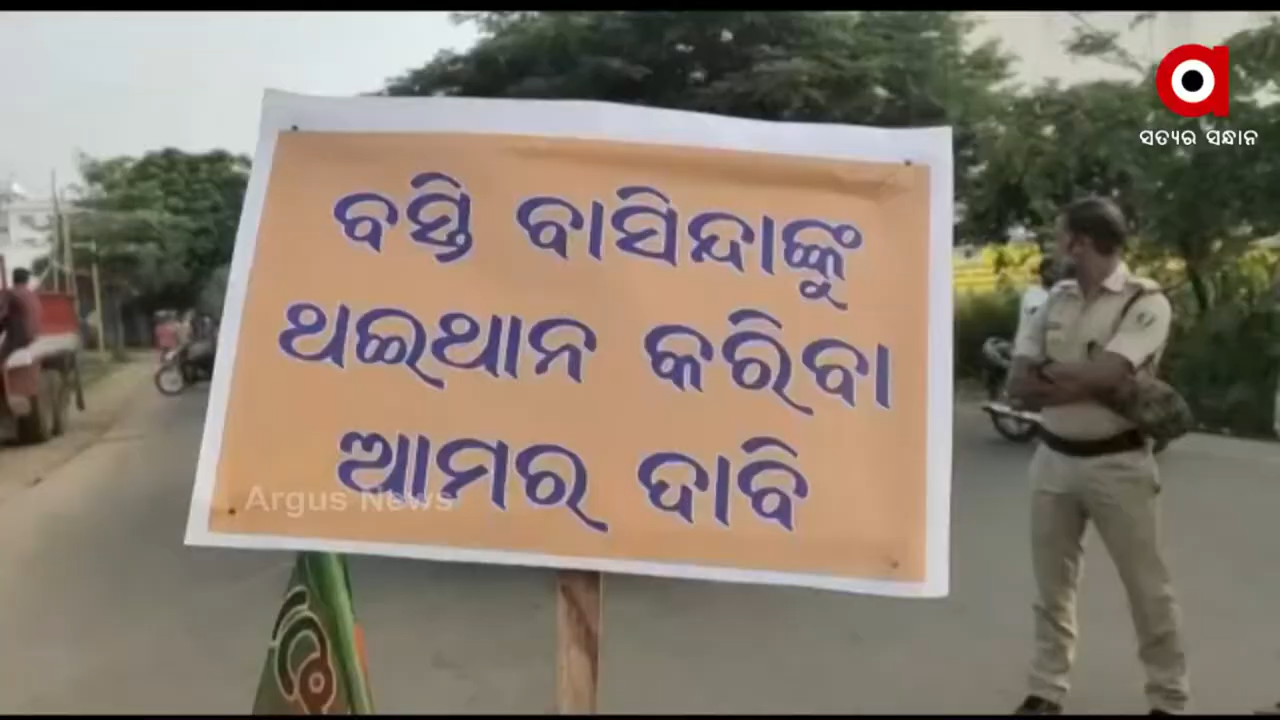 ସତ୍ୟର ସନ୍ଧାନ
ବସ୍ତି ବାସିନ୍ଦାଙ୍କୁ
ଥଇଥାନ କରିବା
ଆମର ଦାବି
Argus News